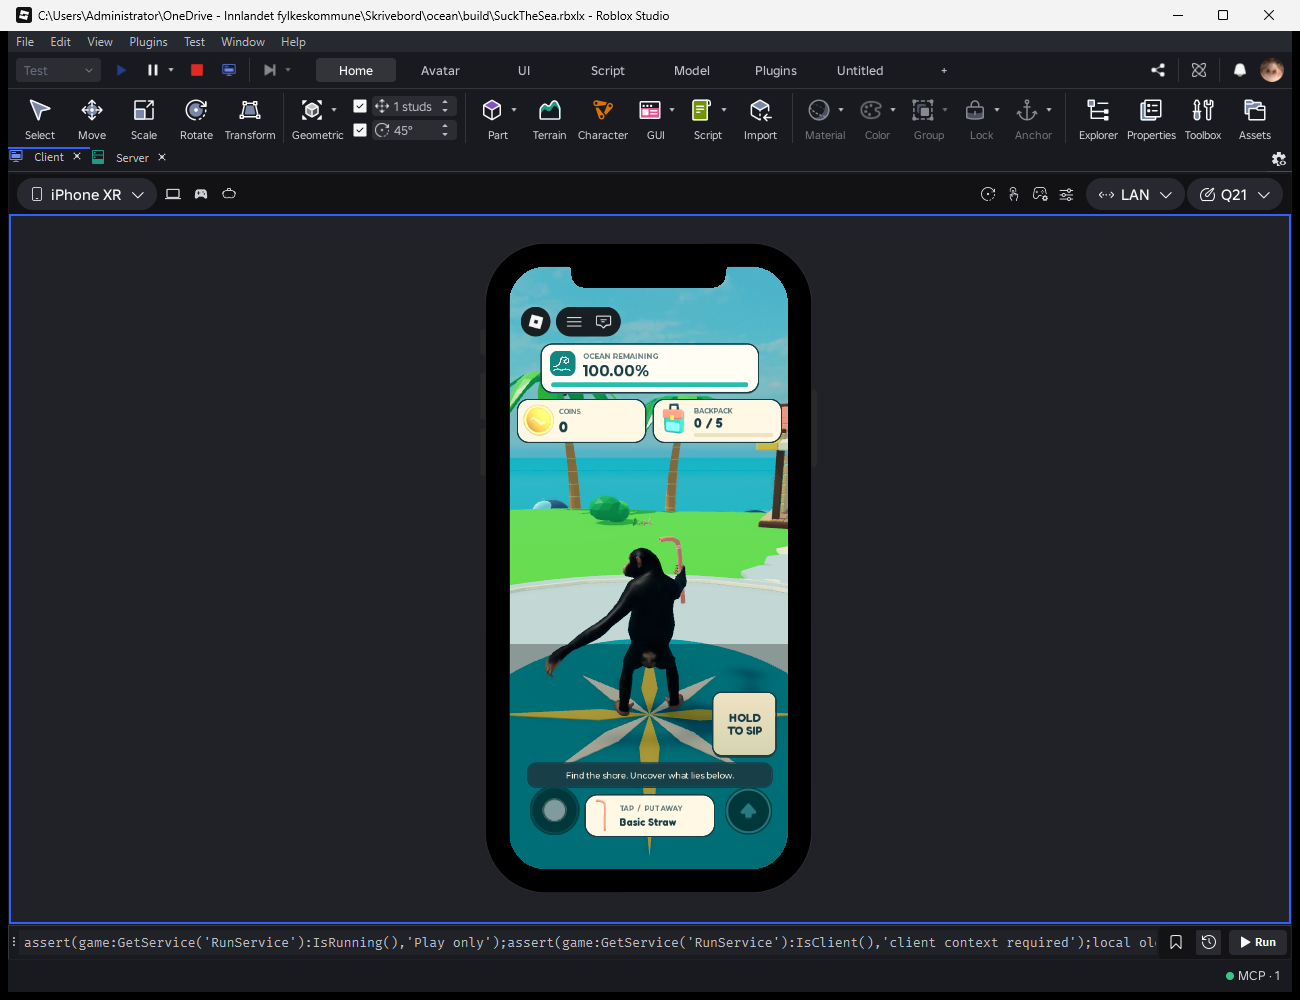 C:\Users\Administrator\OneDrive - Innlandet fylkeskommune\Skrivebord\ocean\build\SuckTheSea.rbxlx - Roblox Studio
File Edit View Plugins Test Window Help
Test Home Avatar UI Script Model Plugins Untitled +
1 studs
45°
Select Move Scale Rotate Transform Geometric Part Terrain Character GUI Script Import Material Color Group Lock Anchor Explorer Properties Toolbox Assets
Client Server
iPhone XR LAN Q21
OCEAN REMAINING
100.00%
COINS
0
BACKPACK
0 / 5
HOLD
TO SIP
Find the shore. Uncover what lies below.
TAP / PUT AWAY
Basic Straw
assert(game:GetService('RunService'):IsRunning(),'Play only');assert(game:GetService('RunService'):IsClient(),'client context required');local
Run
MCP · 1